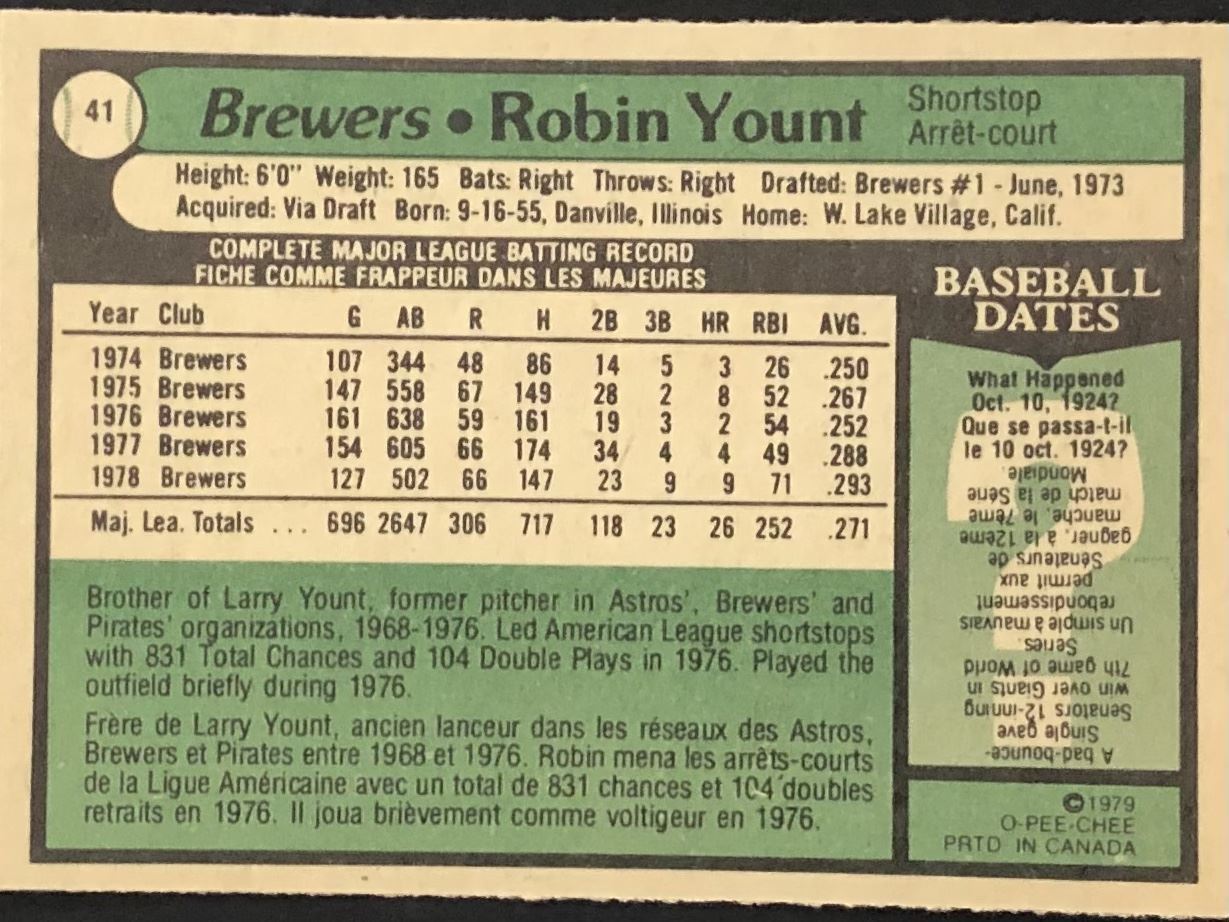 41
Brewers • Robin Yount
Shortstop
Arrêt-court
Height: 6'0" Weight: 165 Bats: Right Throws: Right Drafted: Brewers #1 - June, 1973
Acquired: Via Draft Born: 9-16-55, Danville, Illinois Home: W. Lake Village, Calif.
COMPLETE MAJOR LEAGUE BATTING RECORD
FICHE COMME FRAPPEUR DANS LES MAJEURES
Year Club G AB R H 2B 3B HR RBI AVG.
1974 Brewers 107 344 48 86 14 5 3 26 .250
1975 Brewers 147 558 67 149 28 2 8 52 .267
1976 Brewers 161 638 59 161 19 3 2 54 .252
1977 Brewers 154 605 66 174 34 4 4 49 .288
1978 Brewers 127 502 66 147 23 9 9 71 .293
Maj. Lea. Totals ... 696 2647 306 717 118 23 26 252 .271
Brother of Larry Yount, former pitcher in Astros', Brewers' and
Pirates' organizations, 1968-1976. Led American League shortstops
with 831 Total Chances and 104 Double Plays in 1976. Played the
outfield briefly during 1976.
Frère de Larry Yount, ancien lanceur dans les réseaux des Astros,
Brewers et Pirates entre 1968 et 1976. Robin mena les arrêts-courts
de la Ligue Américaine avec un total de 831 chances et 104 doubles
retraits en 1976. Il joua brièvement comme voltigeur en 1976.
BASEBALL
DATES
What Happened
Oct. 10, 1924?
Que se passa-t-il
le 10 oct. 1924?
A bad-bounce
Single gave
Senators 12-inning
win over Giants in
7th game of World
Series.
Un simple à mauvais
rebondissement
permit aux
Sénateurs de
gagner, à la 12ème
manche, le 7ème
match de la Série
Mondiale.
©1979
O-PEE-CHEE
PRTD IN CANADA